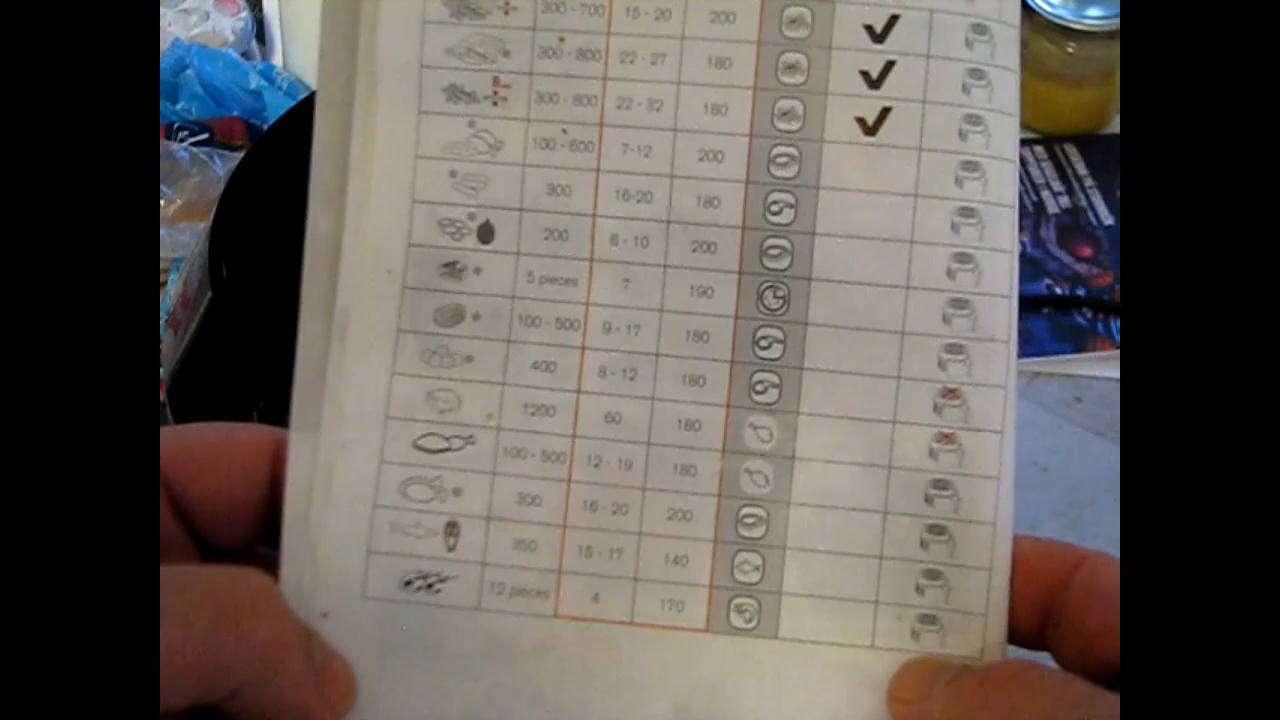 300 - 700 15 - 20 200
300 - 800 22 - 27 180
300 - 800 22 - 32 180
100 - 600 7-12 200
300 16-20 180
200 8 - 10 200
5 pieces 7 190
100 - 500 9 - 17 180
400 8 - 12 180
1200 60 180
100 - 500 12 - 19 180
300 16 - 20 200
350 15 - 17 140
12 pieces 4 170